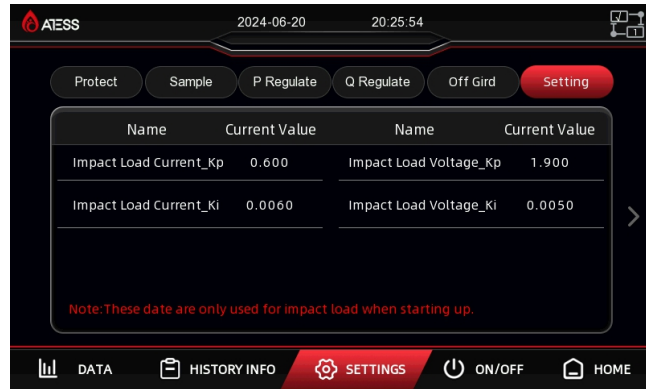 ATESS 2024-06-20 20:25:54
1
Protect Sample P Regulate Q Regulate Off Gird Setting
Name Current Value Name Current Value
Impact Load Current_Kp 0.600 Impact Load Voltage_Kp 1.900
Impact Load Current_Ki 0.0060 Impact Load Voltage_Ki 0.0050
Note:These date are only used for impact load when starting up.
DATA HISTORY INFO SETTINGS ON/OFF HOME